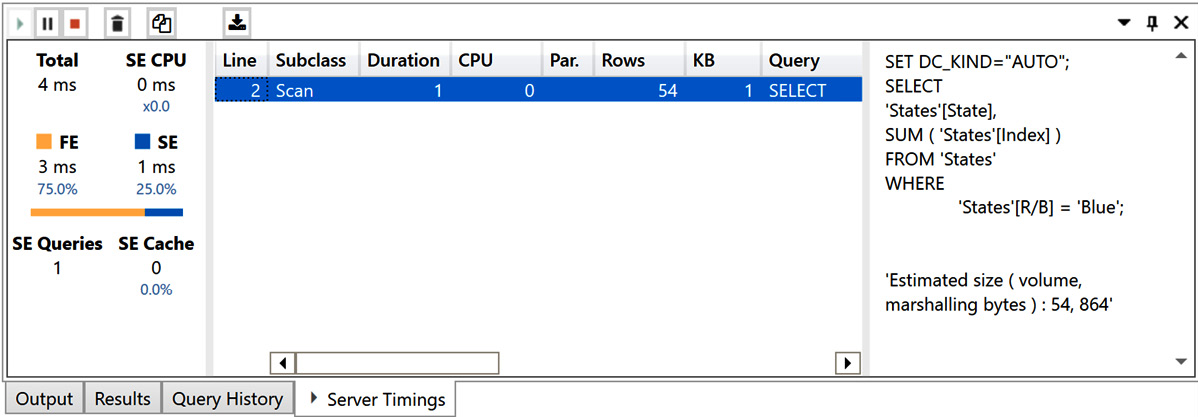 Total SE CPU
4 ms 0 ms
x0.0
FE SE
3 ms 1 ms
75.0% 25.0%
SE Queries SE Cache
1 0
0.0%
Line Subclass Duration CPU Par. Rows KB Query
2 Scan 1 0 54 1 SELECT
SET DC_KIND="AUTO";
SELECT
'States'[State],
SUM ( 'States'[Index] )
FROM 'States'
WHERE
'States'[R/B] = 'Blue';
'Estimated size ( volume,
marshalling bytes ) : 54, 864'
Output Results Query History Server Timings